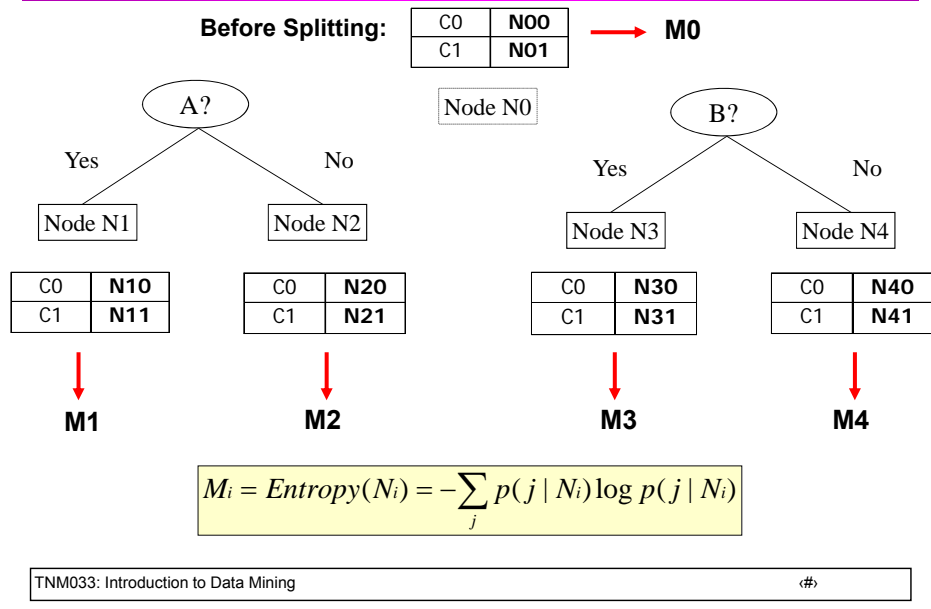 Before Splitting:
C0 N00
C1 N01
M0
A?
Node N0
B?
Yes
No
Yes
No
Node N1
Node N2
Node N3
Node N4
C0 N10
C1 N11
C0 N20
C1 N21
C0 N30
C1 N31
C0 N40
C1 N41
M1
M2
M3
M4
Mi = Entropy(Ni) = −∑j p(j | Ni) log p(j | Ni)
TNM033: Introduction to Data Mining
‹#›